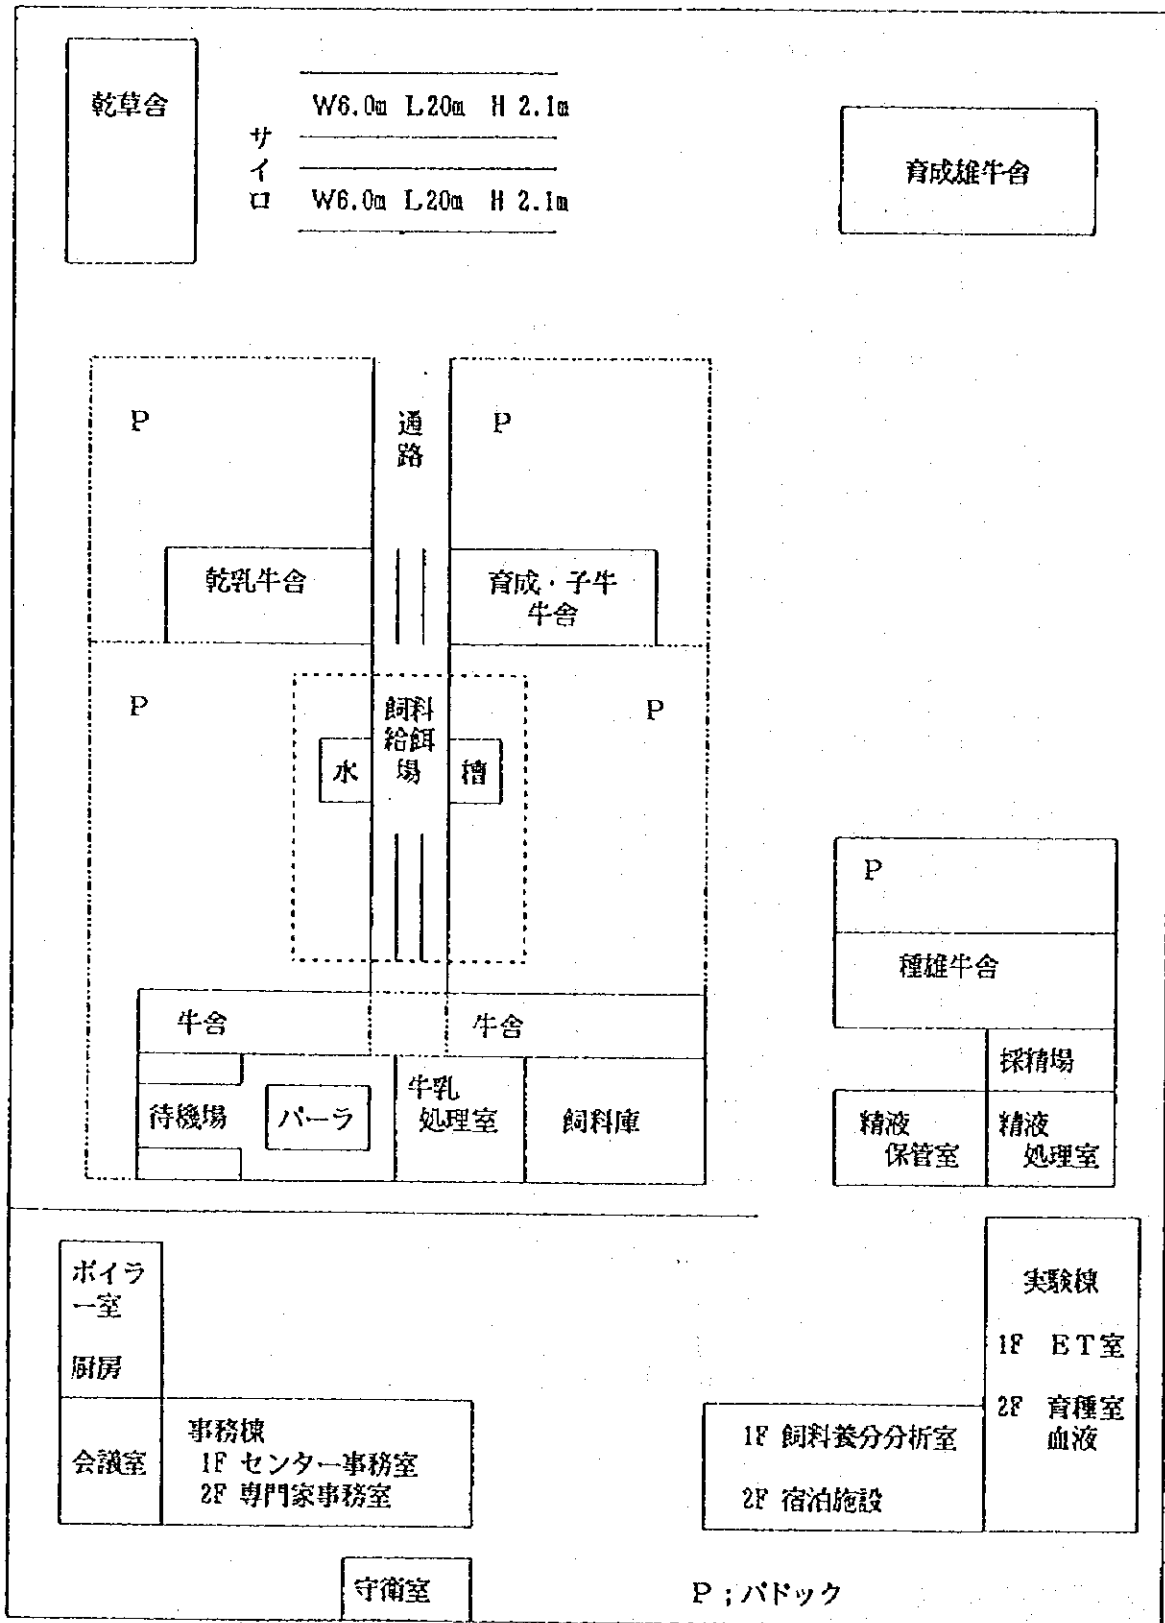 乾草舎
サイロ
W6.0m L20m H 2.1m
W6.0m L20m H 2.1m
育成雄牛舎
P
通路
P
乾乳牛舎
育成・子牛
牛舎
P
飼料
給餌
場
P
水
槽
P
種雄牛舎
牛舎
牛舎
採精場
待機場
パーラ
牛乳
処理室
飼料庫
精液
保管室
精液
処理室
ボイラ
ー室
厨房
会議室
事務棟
1F センター事務室
2F 専門家事務室
1F 飼料養分分析室
2F 宿泊施設
実験棟
1F ET室
2F 育種室
血液
守衛室
P;パドック